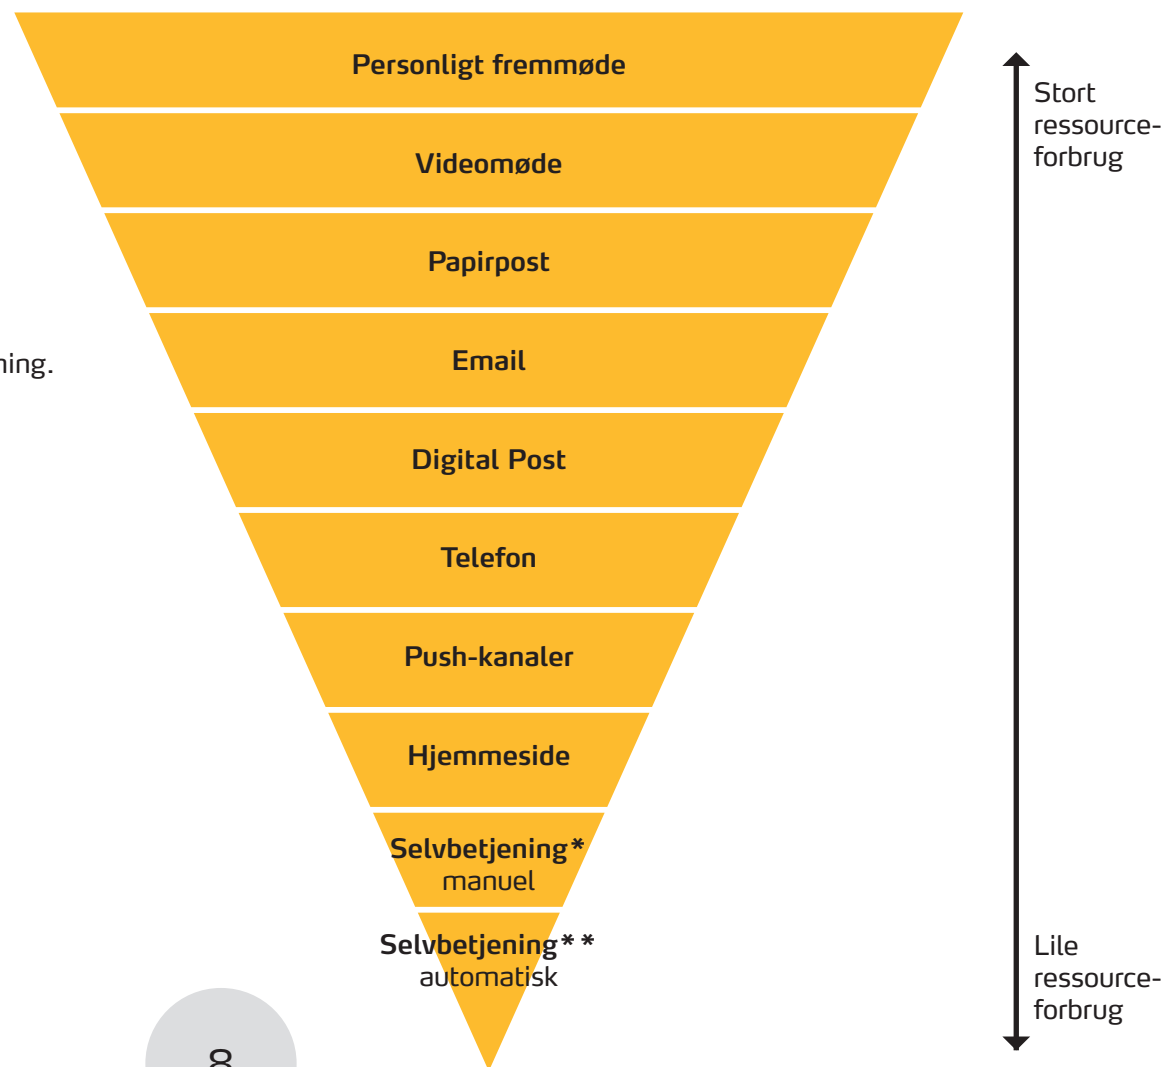 Personligt fremmøde
Stort
ressource-
forbrug
Videomøde
Papirpost
Email
Digital Post
Telefon
Push-kanaler
Hjemmeside
Selvbetjening*
manuel
Selvbetjening**
automatisk
Lile
ressource-
forbrug
8